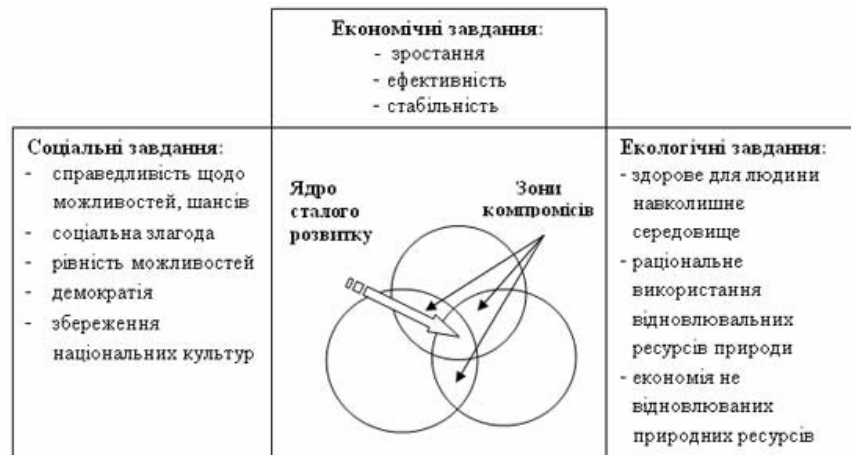 Економічні завдання:
- зростання
- ефективність
- стабільність
Соціальні завдання:
- справедливість щодо
можливостей, шансів
- соціальна злагода
- рівність можливостей
- демократія
- збереження
національних культур
Ядро
сталого
розвитку
Зони
компромісів
Екологічні завдання:
- здорове для людини
навколишнє
середовище
- раціональне
використання
відновлювальних
ресурсів природи
- економія не
відновлюваних
природних ресурсів